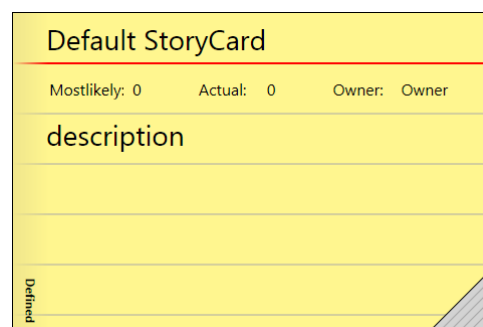 Default StoryCard
Mostlikely: 0 Actual: 0 Owner: Owner
description
Defined